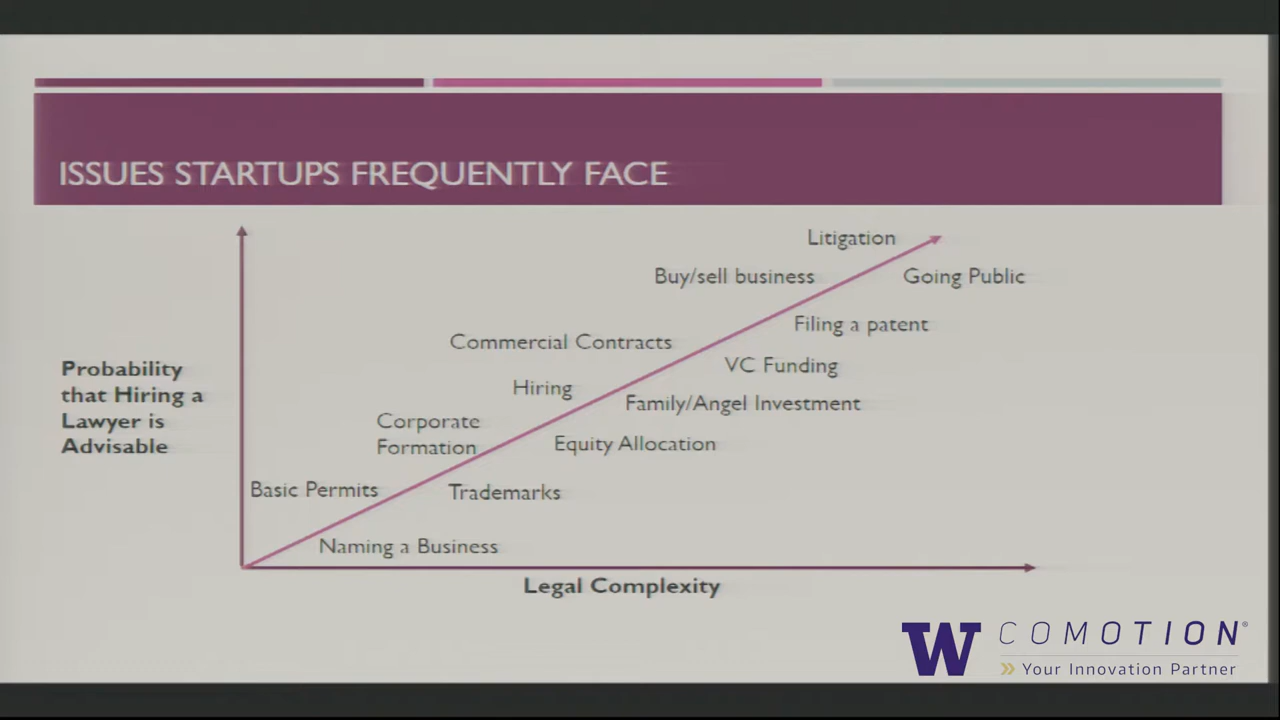 ISSUES STARTUPS FREQUENTLY FACE
Litigation
Buy/sell business
Going Public
Filing a patent
Commercial Contracts
VC Funding
Probability
that Hiring a
Lawyer is
Advisable
Hiring
Family/Angel Investment
Corporate
Formation
Equity Allocation
Basic Permits
Trademarks
Naming a Business
Legal Complexity
W COMOTION®
» Your Innovation Partner